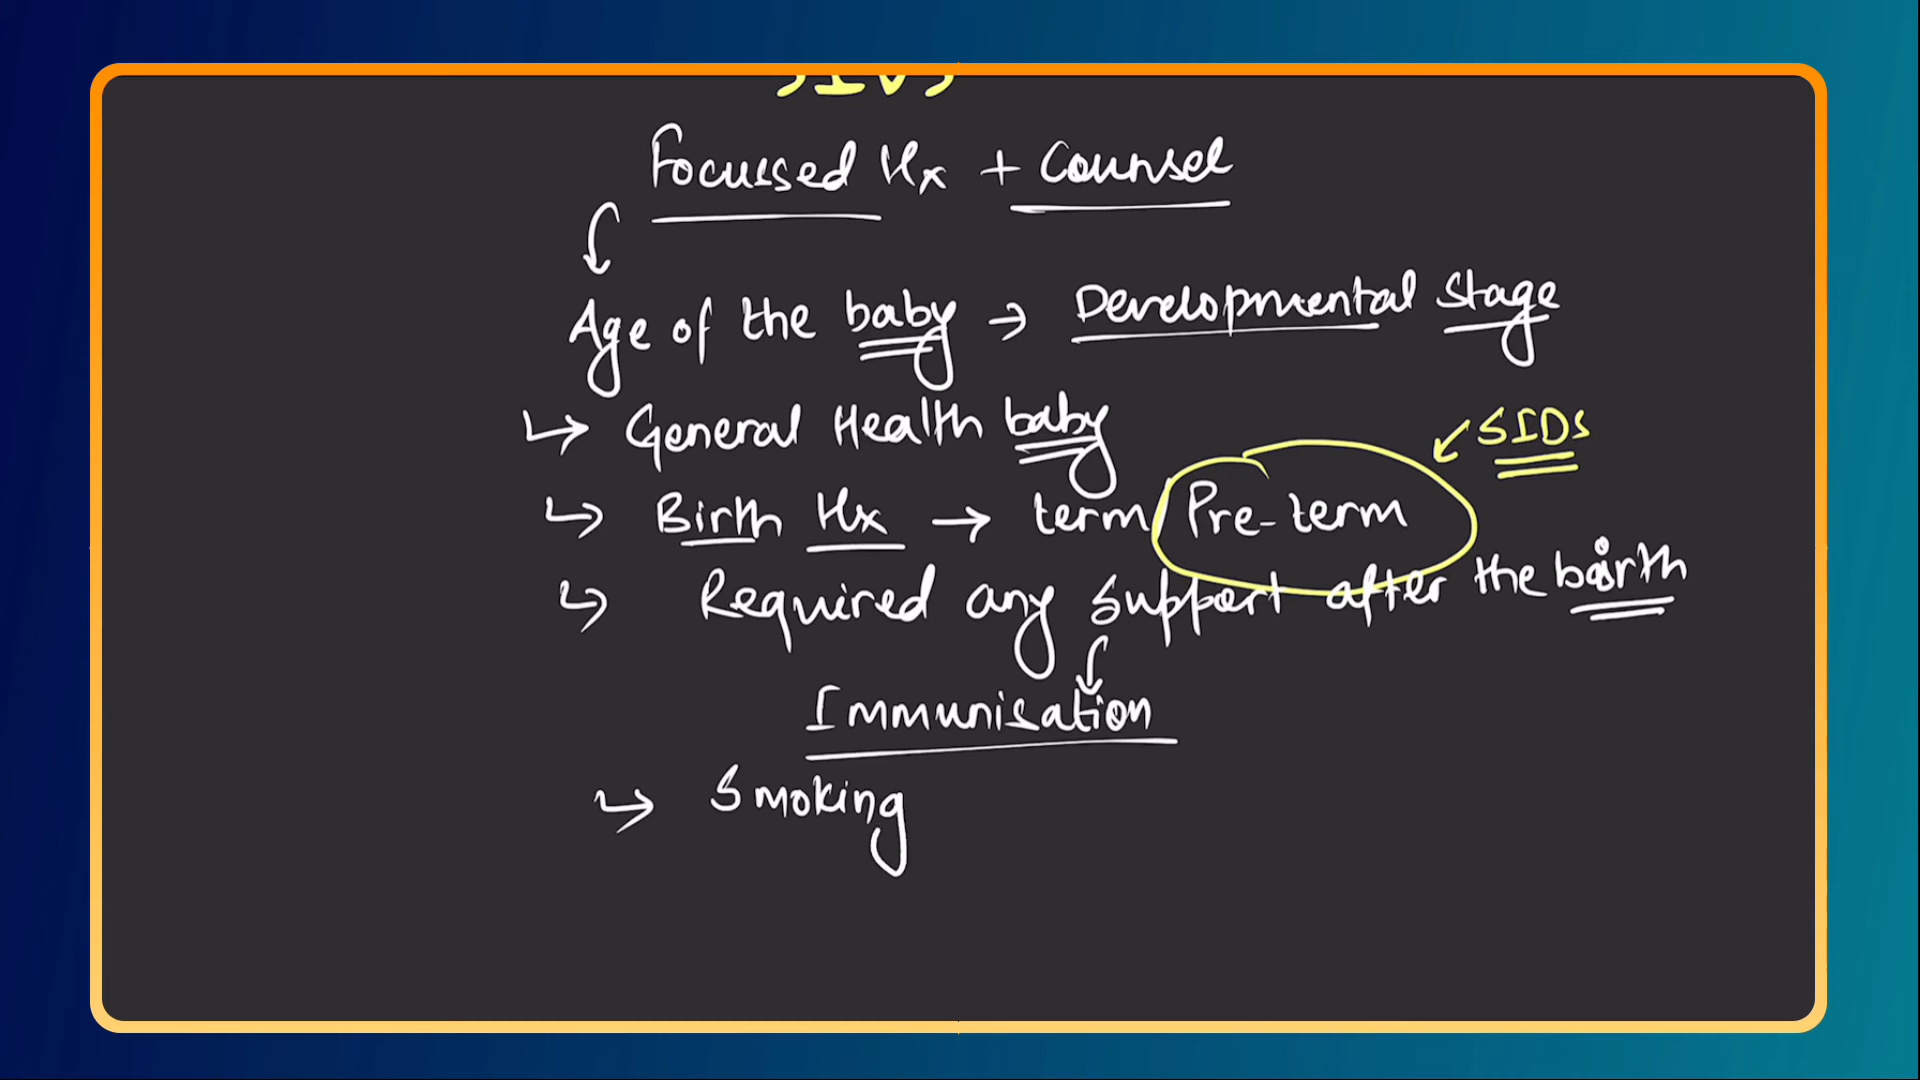 SIDS
Focussed Hx + Counsel
Age of the baby → Developmental Stage
↳ General Health baby
SIDS
↳ Birth Hx → term/Pre-term
↳ Required any support after the birth
Immunisation
↳ Smoking